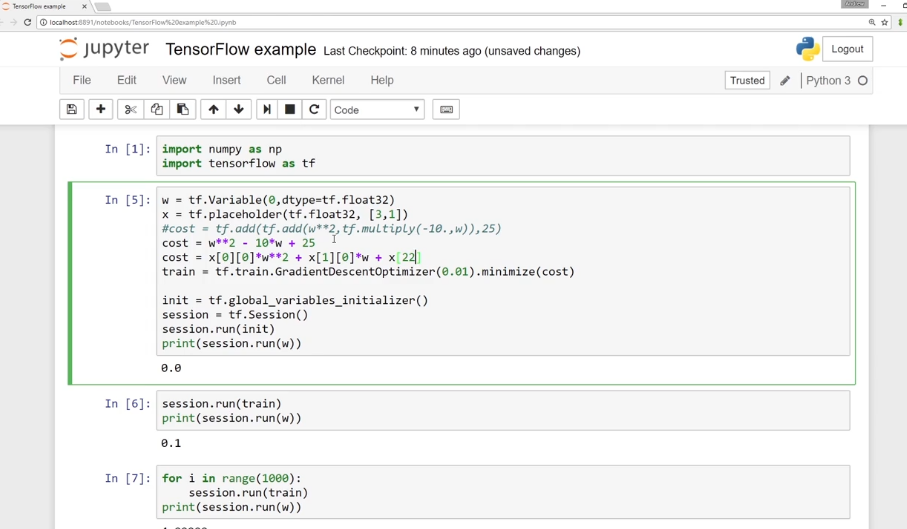 TensorFlow example
Andrew
localhost:8891/notebooks/TensorFlow%20example%20.ipynb
jupyter TensorFlow example Last Checkpoint: 8 minutes ago (unsaved changes)
Logout
File Edit View Insert Cell Kernel Help
Trusted Python 3
Code
In [1]: import numpy as np
import tensorflow as tf
In [5]: w = tf.Variable(0,dtype=tf.float32)
x = tf.placeholder(tf.float32, [3,1])
#cost = tf.add(tf.add(w**2,tf.multiply(-10.,w)),25)
cost = w**2 - 10*w + 25
cost = x[0][0]*w**2 + x[1][0]*w + x[22]
train = tf.train.GradientDescentOptimizer(0.01).minimize(cost)
init = tf.global_variables_initializer()
session = tf.Session()
session.run(init)
print(session.run(w))
0.0
In [6]: session.run(train)
print(session.run(w))
0.1
In [7]: for i in range(1000):
session.run(train)
print(session.run(w))